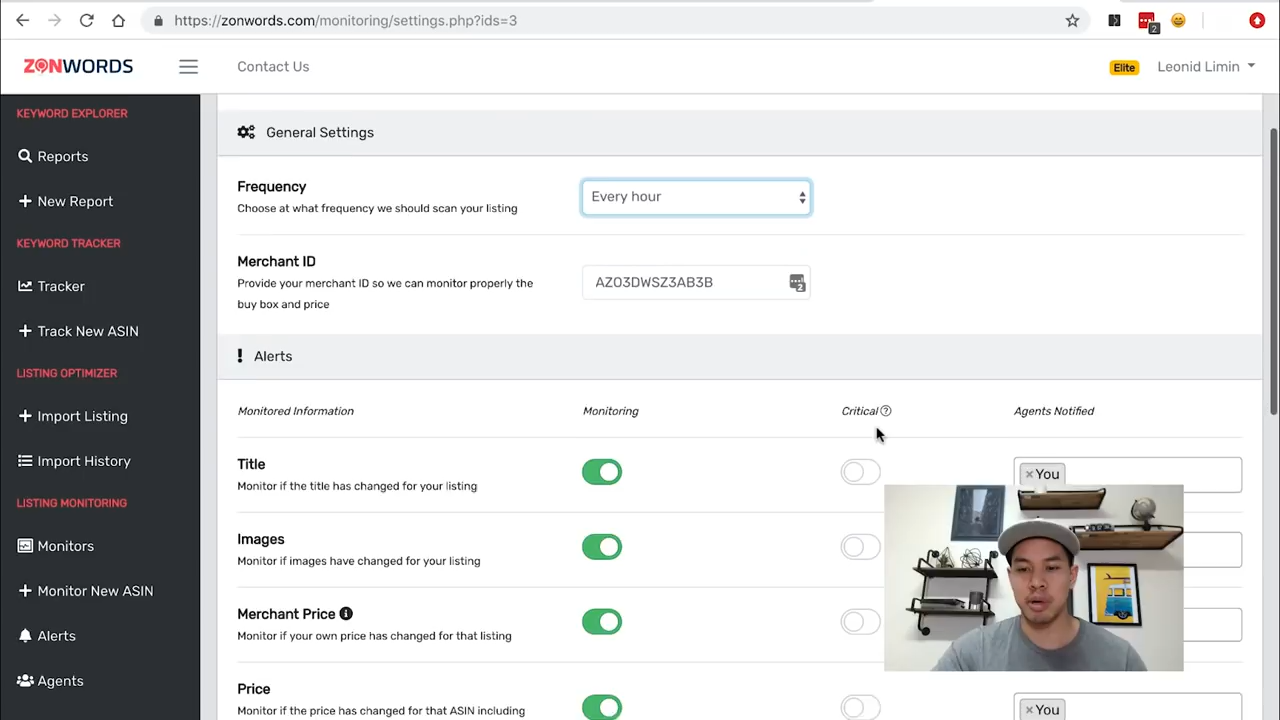 https://zonwords.com/monitoring/settings.php?ids=3
2
ZONWORDS
Contact Us
Elite
Leonid Limin
KEYWORD EXPLORER
Reports
New Report
KEYWORD TRACKER
Tracker
Track New ASIN
LISTING OPTIMIZER
Import Listing
Import History
LISTING MONITORING
Monitors
Monitor New ASIN
Alerts
Agents
General Settings
Frequency
Choose at what frequency we should scan your listing
Every hour
Merchant ID
Provide your merchant ID so we can monitor properly the
buy box and price
AZO3DWSZ3AB3B
2
Alerts
Monitored Information Monitoring Critical Agents Notified
Title
Monitor if the title has changed for your listing
× You
Images
Monitor if images have changed for your listing
Merchant Price
Monitor if your own price has changed for that listing
Price
Monitor if the price has changed for that ASIN including
× You